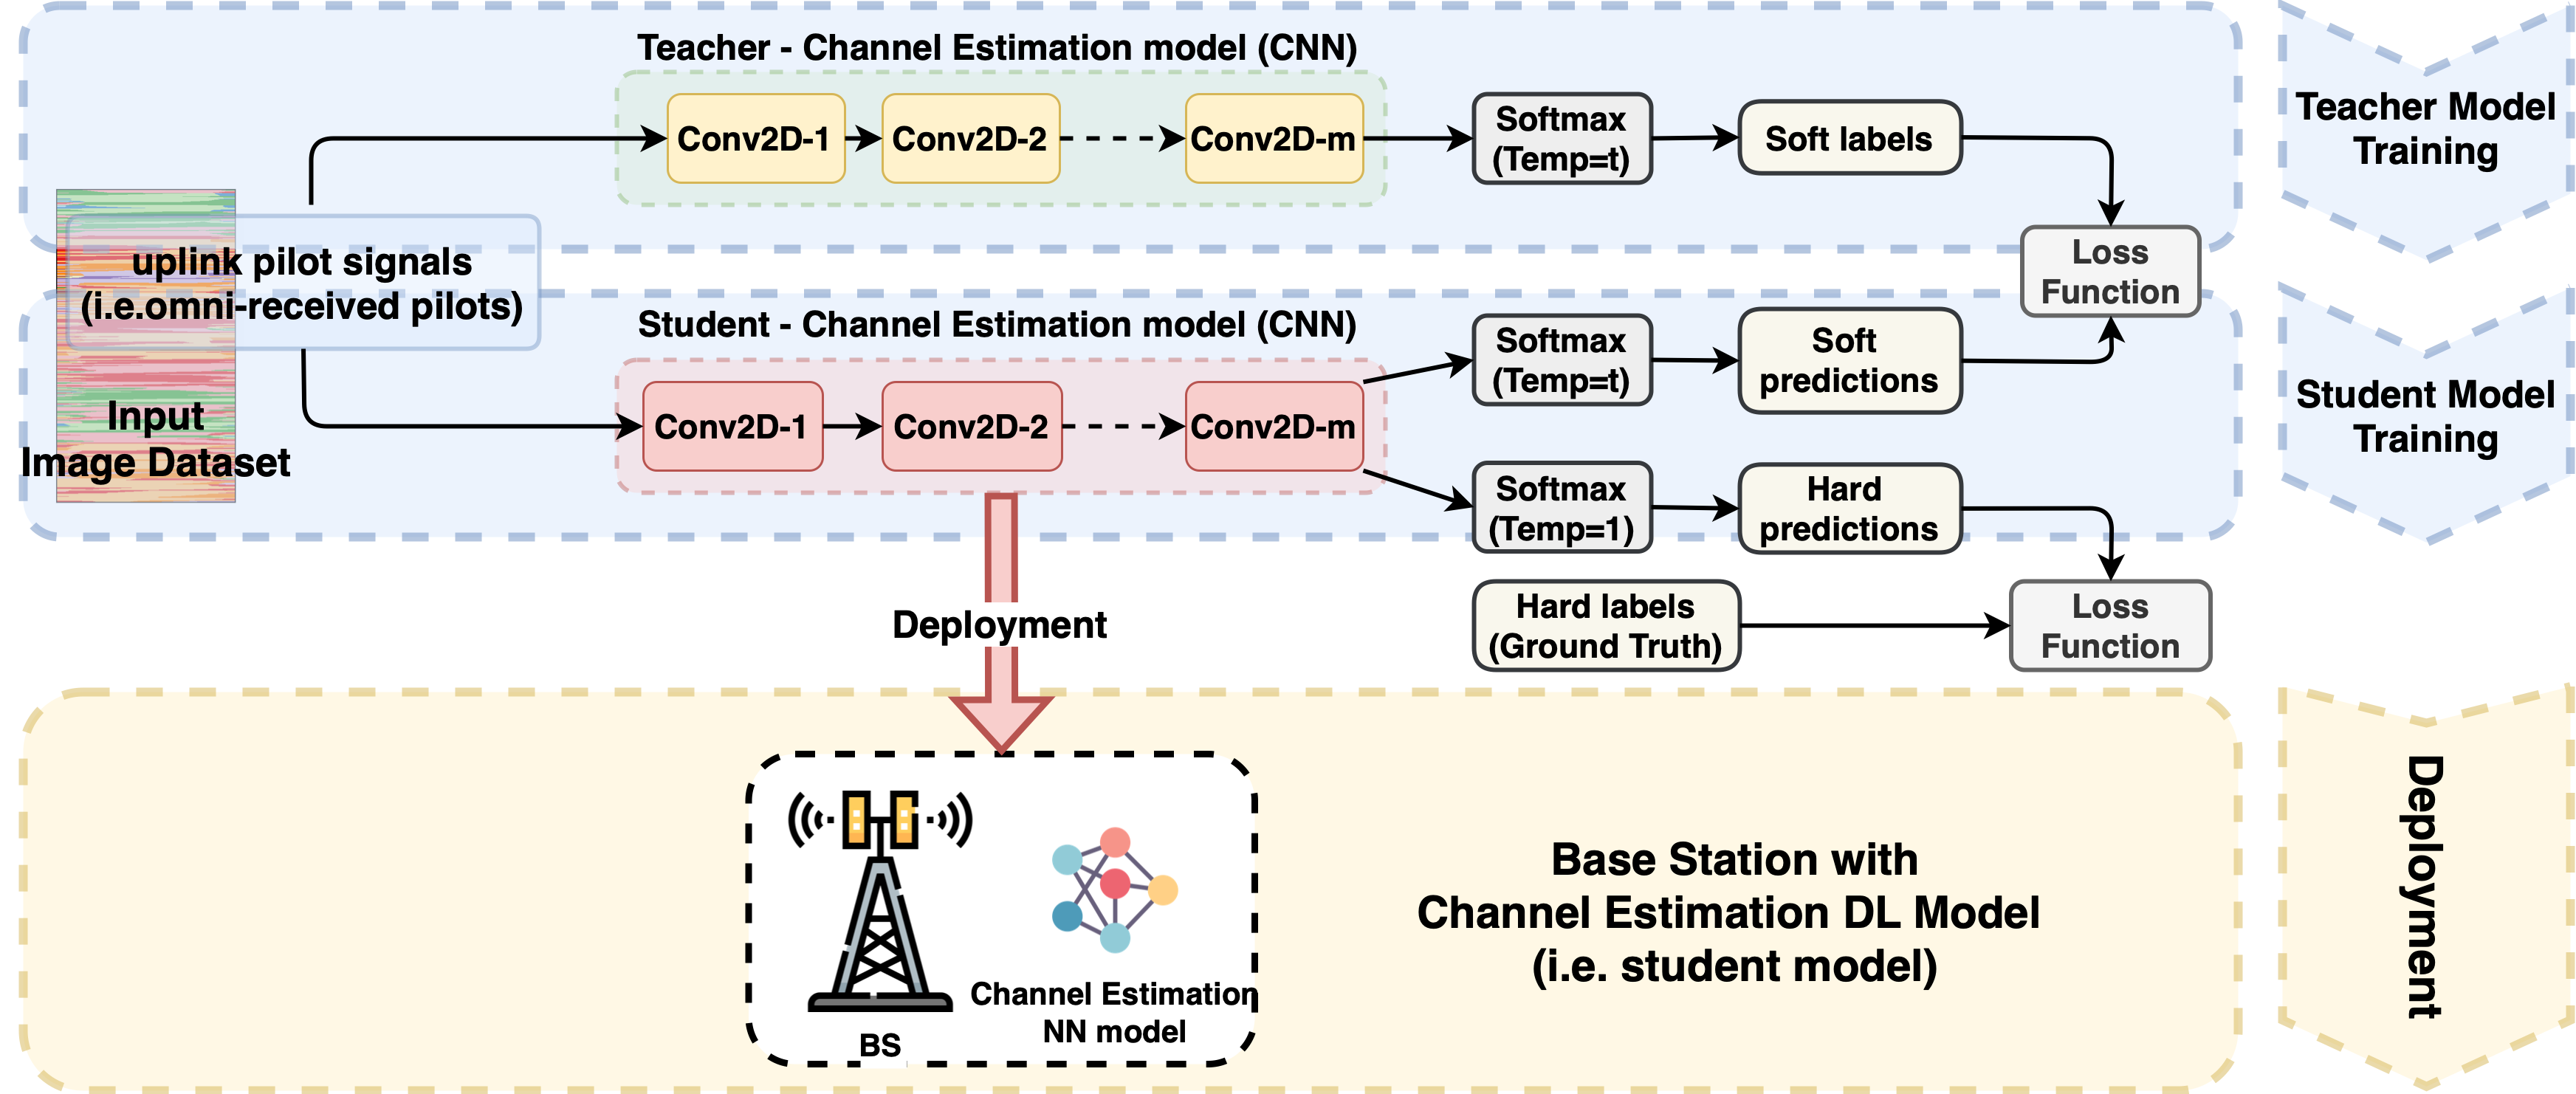 Teacher - Channel Estimation model (CNN)
Conv2D-1
Conv2D-2
Conv2D-m
Softmax
(Temp=t)
Soft labels
Teacher Model
Training
uplink pilot signals
(i.e.omni-received pilots)
Loss
Function
Input
Image Dataset
Student - Channel Estimation model (CNN)
Conv2D-1
Conv2D-2
Conv2D-m
Softmax
(Temp=t)
Soft
predictions
Student Model
Training
Softmax
(Temp=1)
Hard
predictions
Hard labels
(Ground Truth)
Loss
Function
Deployment
BS
Channel Estimation
NN model
Base Station with
Channel Estimation DL Model
(i.e. student model)
Deployment